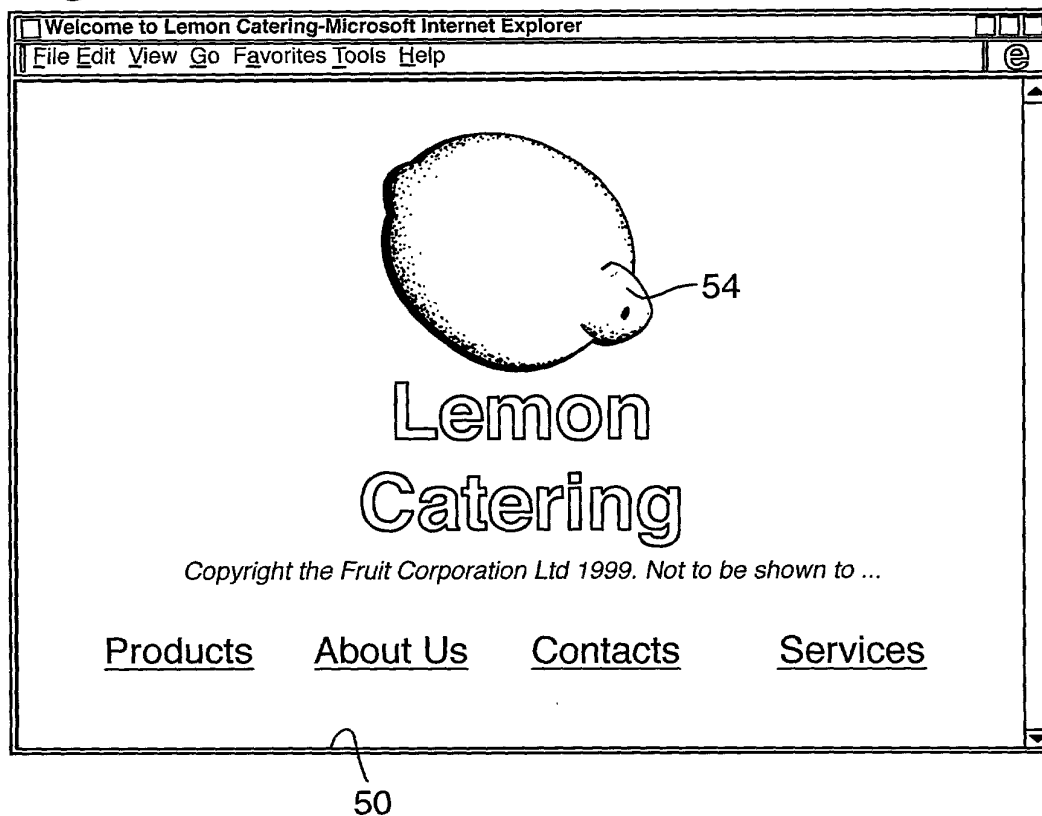 Welcome to Lemon Catering-Microsoft Internet Explorer
File Edit View Go Favorites Tools Help
e
54
Lemon
Catering
Copyright the Fruit Corporation Ltd 1999. Not to be shown to ...
Products About Us Contacts Services
50